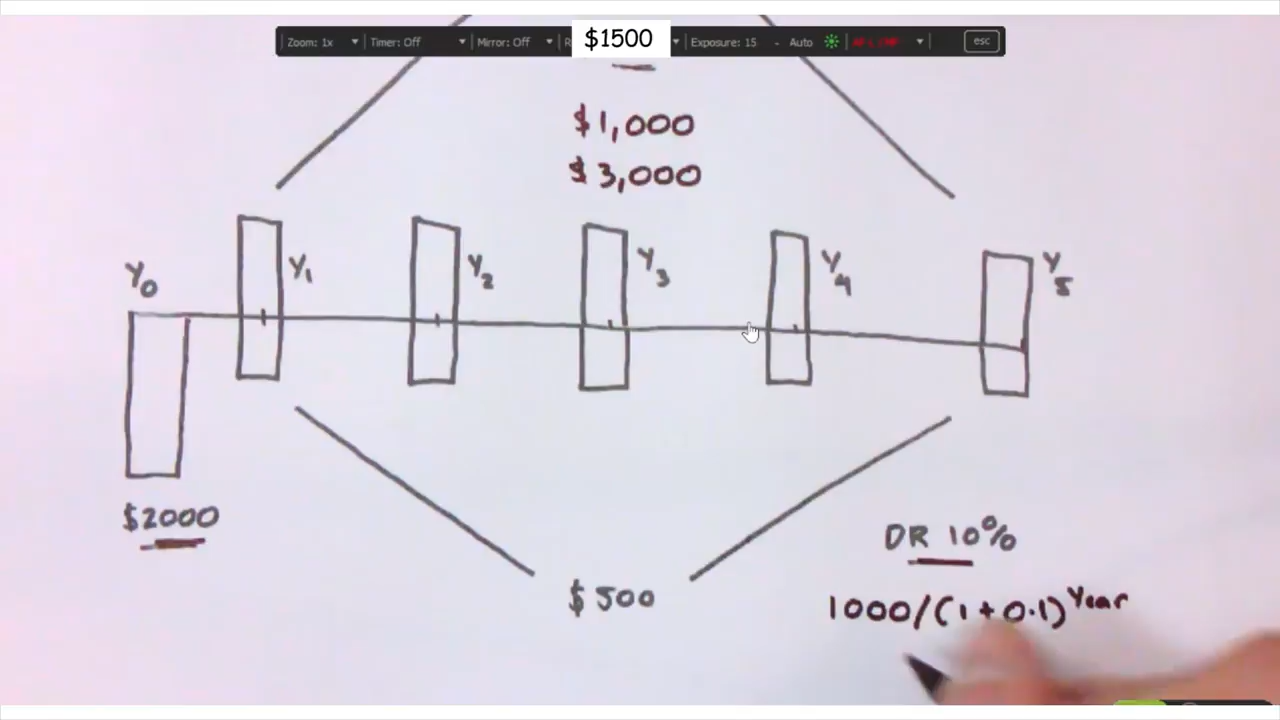 Zoom: 1x Timer: Off Mirror: Off $1500 Exposure: 15 - Auto esc
$1,000
$3,000
Y0 Y1 Y2 Y3 Y4 Y5
$2000
DR 10%
$500
1000/(1+0.1)^Year